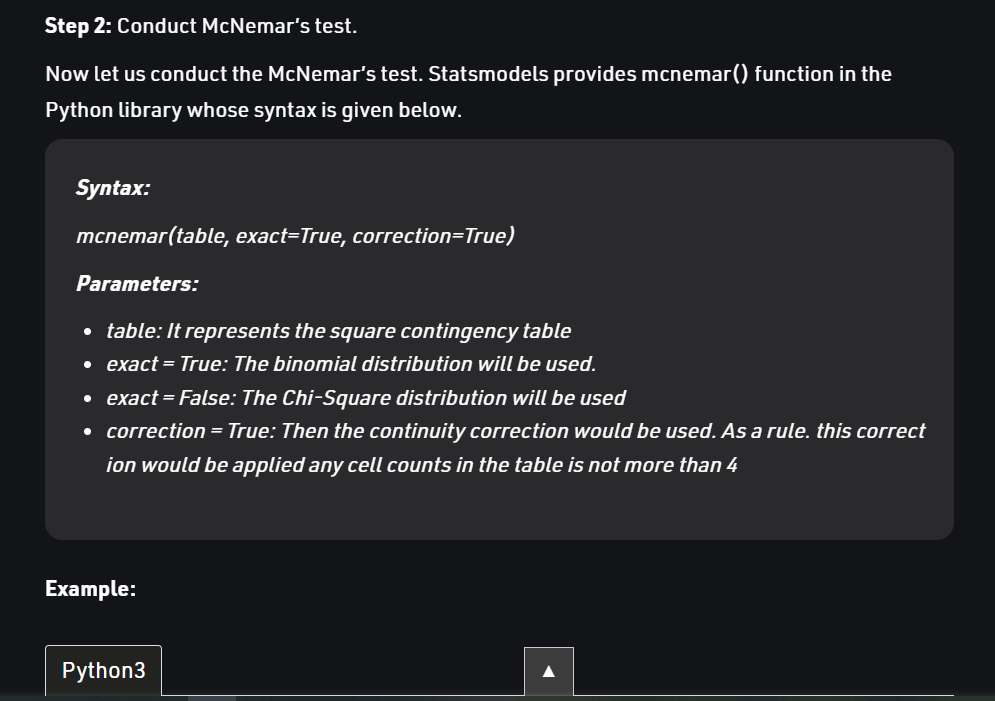 Step 2: Conduct McNemar's test.
Now let us conduct the McNemar's test. Statsmodels provides mcnemar() function in the
Python library whose syntax is given below.
Syntax:
mcnemar(table, exact=True, correction=True)
Parameters:
• table: It represents the square contingency table
• exact = True: The binomial distribution will be used.
• exact = False: The Chi-Square distribution will be used
• correction = True: Then the continuity correction would be used. As a rule. this correct
ion would be applied any cell counts in the table is not more than 4
Example:
Python3
▲